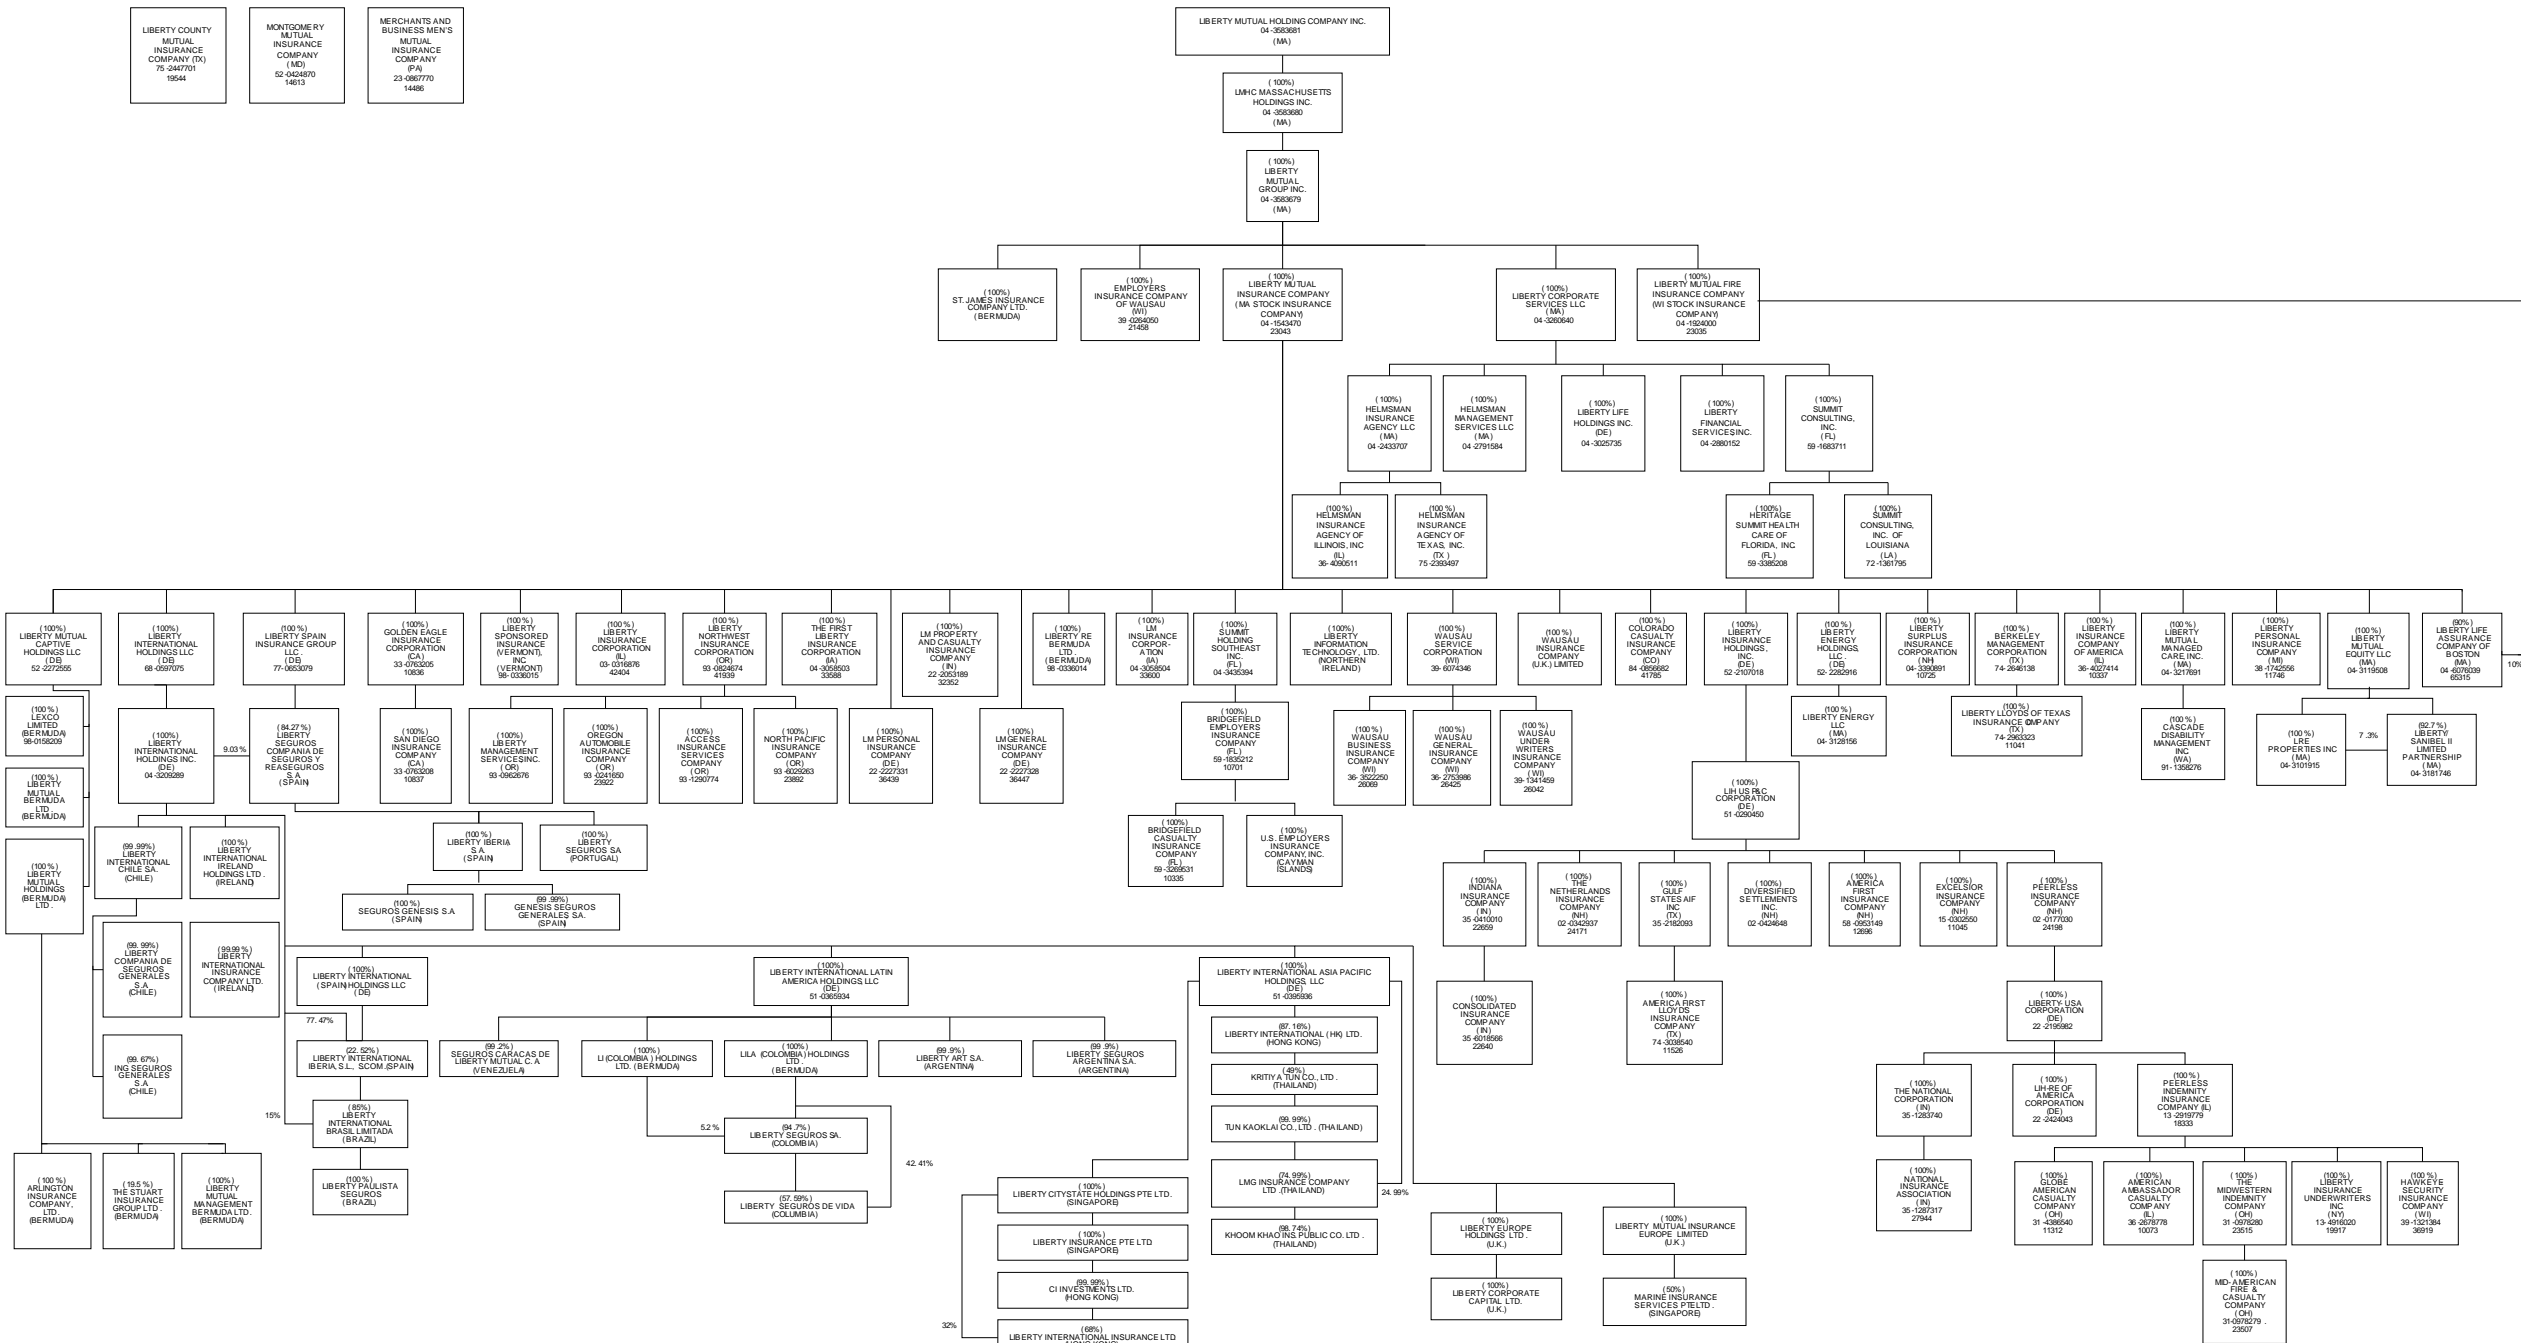 LIBERTY COUNTY
MUTUAL
INSURANCE
COMPANY (TX)
75 -2447701
19544
MONTGOMERY
MUTUAL
INSURANCE
COMPANY
(MD)
52 -0424870
14613
MERCHANTS AND
BUSINESS MEN'S
MUTUAL
INSURANCE
COMPANY
(PA)
23 -0867770
14486
LIBERTY MUTUAL HOLDING COMPANY INC.
04 -3583681
(MA)
(100%)
LMHC MASSACHUSETTS
HOLDINGS INC.
04 -3583680
(MA)
(100%)
LIBERTY
MUTUAL
GROUP INC.
04 -3583679
(MA)
(100%)
ST. JAMES INSURANCE
COMPANY LTD.
(BERMUDA)
(100%)
EMPLOYERS
INSURANCE COMPANY
OF WAUSAU
(WI)
39 -0264050
21458
(100%)
LIBERTY MUTUAL
INSURANCE COMPANY
(MA STOCK INSURANCE
COMPANY)
04 -1543470
23043
(100%)
LIBERTY CORPORATE
SERVICES LLC
(MA)
04 -3260640
(100%)
LIBERTY MUTUAL FIRE
INSURANCE COMPANY
(WI STOCK INSURANCE
COMPANY)
04 -1924000
23035
(100%)
HELMSMAN
INSURANCE
AGENCY LLC
(MA)
04 -2433707
(100%)
HELMSMAN
MANAGEMENT
SERVICES LLC
(MA)
04 -2791584
(100%)
LIBERTY LIFE
HOLDINGS INC.
(DE)
04 -3025735
(100%)
LIBERTY
FINANCIAL
SERVICES INC.
04 -2880152
(100%)
SUMMIT
CONSULTING,
INC.
(FL)
59 -1683711
(100%)
HELMSMAN
INSURANCE
AGENCY OF
ILLINOIS, INC
(IL)
36- 4090511
(100%)
HELMSMAN
INSURANCE
AGENCY OF
TEXAS, INC.
(TX )
75 -2393497
(100%)
HERITAGE
SUMMIT HEALTH
CARE OF
FLORIDA, INC
(FL)
59 -3385208
(100%)
SUMMIT
CONSULTING,
INC. OF
LOUISIANA
(LA)
72 -1361795
(100%)
LIBERTY MUTUAL
CAPTIVE
HOLDINGS LLC
(DE)
52 -2272555
(100%)
LIBERTY
INTERNATIONAL
HOLDINGS LLC
(DE)
68 -0597075
(100%)
LIBERTY SPAIN
INSURANCE GROUP
LLC .
(DE)
77- 0653079
(100%)
GOLDEN EAGLE
INSURANCE
CORPORATION
(CA)
33 -0763205
10836
(100%)
LIBERTY
SPONSORED
INSURANCE
(VERMONT),
INC
(VERMONT)
98- 0336015
(100%)
LIBERTY
INSURANCE
CORPORATION
(IL)
03- 0316876
42404
(100%)
LIBERTY
NORTHWEST
INSURANCE
CORPORATION
(OR)
93 -0824674
41939
(100 %)
THE FIRST
LIBERTY
INSURANCE
CORPORATION
(IA)
04 -3058503
33588
(100%)
LM PROPERTY
AND CASUALTY
INSURANCE
COMPANY
(IN)
22 -2053189
32352
(100%)
LIBERTY RE
BERMUDA
LTD .
(BERMUDA)
98 -0336014
(100%)
LM
INSURANCE
CORPOR-
ATION
(IA)
04 -3058504
33600
(100%)
SUMMIT
HOLDING
SOUTHEAST
INC.
(FL)
04 -3435394
(100%)
LIBERTY
INFORMATION
TECHNOLOGY , LTD.
(NORTHERN
IRELAND)
(100%)
WAUSAU
SERVICE
CORPORATION
(WI)
39- 6074346
(100 %)
WAUSAU
INSURANCE
COMPANY
(U.K.) LIMITED
(100%)
COLORADO
CASUALTY
INSURANCE
COMPANY
(CO)
84 -0856682
41785
(100%)
LIBERTY
INSURANCE
HOLDINGS,
INC.
(DE)
52 -2107018
(100%)
LIBERTY
ENERGY
HOLDINGS,
LLC .
(DE)
52- 2282916
(100 %)
LIBERTY
SURPLUS
INSURANCE
CORPORATION
(NH)
04- 3390891
10725
(100 %)
BERKELEY
MANAGEMENT
CORPORATION
(TX)
74- 2646138
(100%)
LIBERTY
INSURANCE
COMPANY
OF AMERICA
(IL)
36- 4027414
10337
(100%)
LIBERTY
MUTUAL
MANAGED
CARE, INC.
(MA)
04- 3217691
(100%)
LIBERTY
PERSONAL
INSURANCE
COMPANY
(MI)
38 -1742556
11746
(100 %)
LIBERTY
MUTUAL
EQUITY LLC
(MA)
04- 3119508
(90%)
LIBERTY LIFE
ASSURANCE
COMPANY OF
BOSTON
(MA)
04 -6076039
65315
10%
(100 %)
LEXCO
LIMITED
(BERMUDA)
98-0158209
(100%)
LIBERTY
INTERNATIONAL
HOLDINGS INC.
(DE)
04 -3209289
9.03 %
(84.27 %)
LIBERTY
SEGUROS
COMPANIA DE
SEGUROS Y
REASEGUROS
S.A.
(SPAIN)
(100%)
SAN DIEGO
INSURANCE
COMPANY
(CA)
33 -0763208
10837
(100 %)
LIBERTY
MANAGEMENT
SERVICES INC.
(OR)
93 -0962676
(100%)
OREGON
AUTOMOBILE
INSURANCE
COMPANY
(OR)
93 -0241650
23922
(100%)
ACCESS
INSURANCE
SERVICES
COMPANY
(OR)
93 -1290774
(100%)
NORTH PACIFIC
INSURANCE
COMPANY
(OR)
93 -6029263
23892
(100%)
LM PERSONAL
INSURANCE
COMPANY
(DE)
22 -2227331
36439
(100%)
LM GENERAL
INSURANCE
COMPANY
(DE)
22 -2227328
36447
(100%)
BRIDGEFIELD
EMPLOYERS
INSURANCE
COMPANY
(FL)
59 -1835212
10701
(100%)
WAUSAU
BUSINESS
INSURANCE
COMPANY
(WI)
36- 3522250
26069
(100 %)
WAUSAU
GENERAL
INSURANCE
COMPANY
(WI)
36- 2753986
26425
(100 %)
WAUSAU
UNDER-
WRITERS
INSURANCE
COMPANY
(WI)
39- 1341459
26042
(100 %)
LIBERTY ENERGY
LLC
(MA)
04- 3128156
(100 %)
LIBERTY LLOYDS OF TEXAS
INSURANCE COMPANY
(TX)
74- 2963323
11041
(100 %)
CASCADE
DISABILITY
MANAGEMENT
INC
(WA)
91- 1358276
(100 %)
LRE
PROPERTIES INC
(MA)
04- 3101915
7 .3%
(92.7 %)
LIBERTY/
SANIBEL II
LIMITED
PARTNERSHIP
(MA)
04- 3181746
(100 %)
LIBERTY
MUTUAL
BERMUDA
LTD .
(BERMUDA)
(100%)
LIH US P&C
CORPORATION
(DE)
51 -0290450
(100 %)
LIBERTY
MUTUAL
HOLDINGS
(BERMUDA)
LTD .
(99 .99%)
LIBERTY
INTERNATIONAL
CHILE S.A.
(CHILE)
(100 %)
LIBERTY
INTERNATIONAL
IRELAND
HOLDINGS LTD .
(IRELAND)
(100 %)
LIBERTY IBERIA
S.A.
(SPAIN)
(100 %)
LIBERTY
SEGUROS SA
(PORTUGAL)
(100%)
BRIDGEFIELD
CASUALTY
INSURANCE
COMPANY
(FL)
59 -3269531
10335
(100%)
U.S. EMPLOYERS
INSURANCE
COMPANY, INC.
(CAYMAN
ISLANDS)
(100 %)
SEGUROS GENESIS S.A
(SPAIN)
(99 .99%)
GENESIS SEGUROS
GENERALES S.A.
(SPAIN)
(100%)
INDIANA
INSURANCE
COMPANY
(IN)
35 -0410010
22659
(100%)
THE
NETHERLANDS
INSURANCE
COMPANY
(NH)
02 -0342937
24171
(100%)
GULF
STATES AIF
INC
(TX)
35 -2182093
(100%)
DIVERSIFIED
SETTLEMENTS
INC.
(NH)
02 -0424648
(100%)
AMERICA
FIRST
INSURANCE
COMPANY
(NH)
58 -0953149
12696
(100%)
EXCELSIOR
INSURANCE
COMPANY
(NH)
15 -0302550
11045
(100%)
PEERLESS
INSURANCE
COMPANY
(NH)
02 -0177030
24198
(99. 99%)
LIBERTY
COMPANIA DE
SEGUROS
GENERALES
S.A
(CHILE)
(99.99 %)
LIBERTY
INTERNATIONAL
INSURANCE
COMPANY LTD.
(IRELAND)
(100%)
LIBERTY INTERNATIONAL
(SPAIN) HOLDINGS LLC
(DE)
(100%)
LIBERTY INTERNATIONAL LATIN
AMERICA HOLDINGS, LLC
(DE)
51 -0365934
(100%)
LIBERTY INTERNATIONAL ASIA PACIFIC
HOLDINGS, LLC
(DE)
51 -0395936
(100%)
CONSOLIDATED
INSURANCE
COMPANY
(IN)
35 -6018566
22640
(100%)
AMERICA FIRST
LLOYDS
INSURANCE
COMPANY
(TX)
74 -3038540
11526
(100%)
LIBERTY- USA
CORPORATION
(DE)
22 -2195982
77. 47%
(99. 67%)
ING SEGUROS
GENERALES
S.A
(CHILE)
(22. 52%)
LIBERTY INTERNATIONAL
IBERIA, S.L., SCOM.(SPAIN)
(99 .2%)
SEGUROS CARACAS DE
LIBERTY MUTUAL C. A
(VENEZUELA)
(100%)
LI (COLOMBIA ) HOLDINGS
LTD. (BERMUDA)
(100%)
LILA (COLOMBIA) HOLDINGS
LTD .
(BERMUDA)
(99 .9%)
LIBERTY ART S.A.
(ARGENTINA)
(99 .9%)
LIBERTY SEGUROS
ARGENTINA S.A.
(ARGENTINA)
(87. 16%)
LIBERTY INTERNATIONAL (HK) LTD.
(HONG KONG)
(49%)
KRITIYA TUN CO., LTD .
(THAILAND)
(99. 99%)
TUN KAOKLAI CO., LTD . (THAILAND)
(100%)
THE NATIONAL
CORPORATION
(IN)
35 -1283740
(100%)
LIH-RE OF
AMERICA
CORPORATION
(DE)
22 -2424043
(100 %)
PEERLESS
INDEMNITY
INSURANCE
COMPANY (IL)
13 -2919779
18333
15%
(85%)
LIBERTY
INTERNATIONAL
BRASIL LIMITADA
(BRAZIL)
5.2 %
(94.7%)
LIBERTY SEGUROS SA.
(COLOMBIA)
42. 41%
(100 %)
ARLINGTON
INSURANCE
COMPANY,
LTD.
(BERMUDA)
(19.5 %)
THE STUART
INSURANCE
GROUP LTD .
(BERMUDA)
(100%)
LIBERTY
MUTUAL
MANAGEMENT
BERMUDA LTD.
(BERMUDA)
(100 %)
LIBERTY PAULISTA
SEGUROS
(BRAZIL)
(57. 59%)
LIBERTY SEGUROS DE VIDA
(COLUMBIA)
(100%)
LIBERTY CITYSTATE HOLDINGS PTE LTD.
(SINGAPORE)
(74. 99%)
LMG INSURANCE COMPANY
LTD .(THAILAND)
24. 99%
(98. 74%)
KHOOM KHAO INS. PUBLIC CO. LTD .
(THAILAND)
(100%)
LIBERTY EUROPE
HOLDINGS LTD .
(U.K.)
(100%)
LIBERTY MUTUAL INSURANCE
EUROPE LIMITED
(U.K.)
(100%)
NATIONAL
INSURANCE
ASSOCIATION
(IN)
35 -1287317
27944
(100%)
GLOBE
AMERICAN
CASUALTY
COMPANY
(OH)
31 -4386540
11312
(100%)
AMERICAN
AMBASSADOR
CASUALTY
COMPANY
(IL)
36 -2678778
10073
(100%)
THE
MIDWESTERN
INDEMNITY
COMPANY
(OH)
31 -0978280
23515
(100%)
LIBERTY
INSURANCE
UNDERWRITERS
INC.
(NY)
13- 4916020
19917
(100 %)
HAWKEYE
SECURITY
INSURANCE
COMPANY
(WI)
39 -1321384
36919
(100%)
LIBERTY INSURANCE PTE LTD.
(SINGAPORE)
(99. 99%)
CI INVESTMENTS LTD.
(HONG KONG)
(100%)
LIBERTY CORPORATE
CAPITAL LTD.
(U.K.)
(50%)
MARINE INSURANCE
SERVICES PTE LTD .
(SINGAPORE)
(100%)
MID- AMERICAN
FIRE &
CASUALTY
COMPANY
(OH)
31-0978279 .
23507
32%
(68%)
LIBERTY INTERNATIONAL INSURANCE LTD.